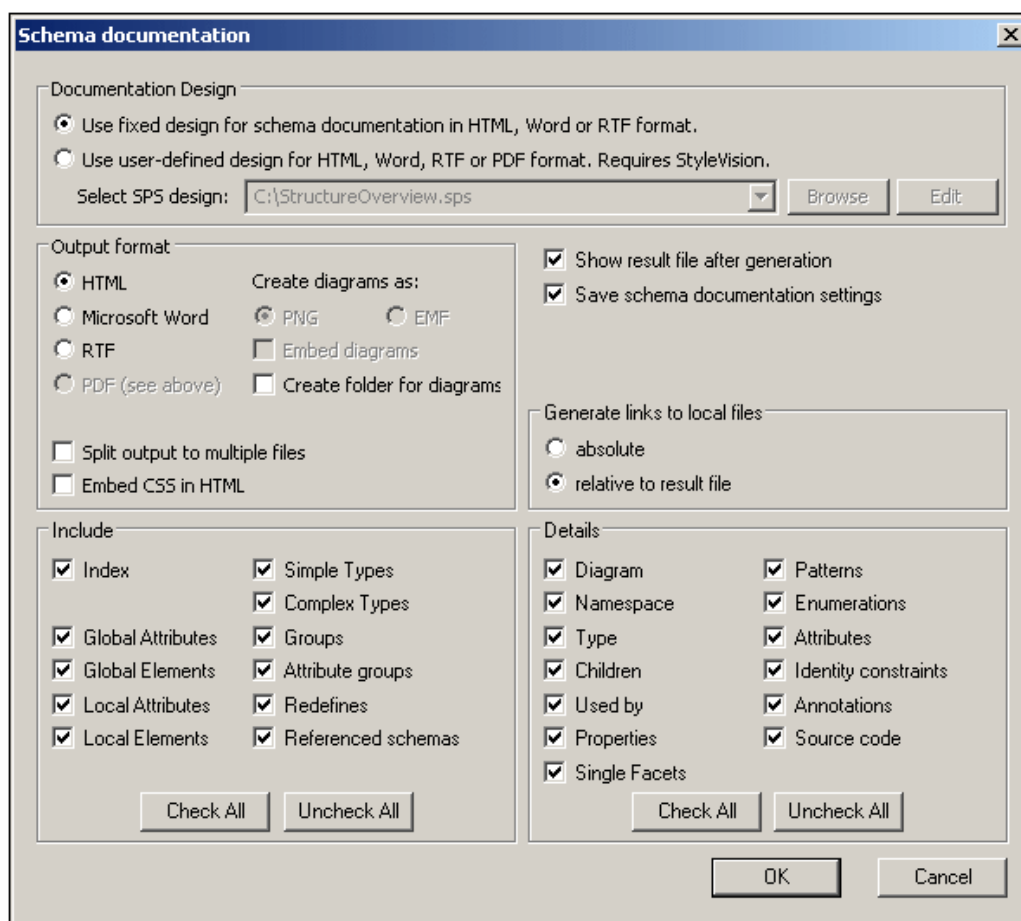 Schema documentation
Documentation Design
Use fixed design for schema documentation in HTML, Word or RTF format.
Use user-defined design for HTML, Word, RTF or PDF format. Requires StyleVision.
Select SPS design: C:\StructureOverview.sps Browse Edit
Output format
HTML Create diagrams as:
Microsoft Word PNG EMF
RTF Embed diagrams
PDF (see above) Create folder for diagrams
Split output to multiple files
Embed CSS in HTML
Show result file after generation
Save schema documentation settings
Generate links to local files
absolute
relative to result file
Include
Index Simple Types
Complex Types
Global Attributes Groups
Global Elements Attribute groups
Local Attributes Redefines
Local Elements Referenced schemas
Check All Uncheck All
Details
Diagram Patterns
Namespace Enumerations
Type Attributes
Children Identity constraints
Used by Annotations
Properties Source code
Single Facets
Check All Uncheck All
OK Cancel